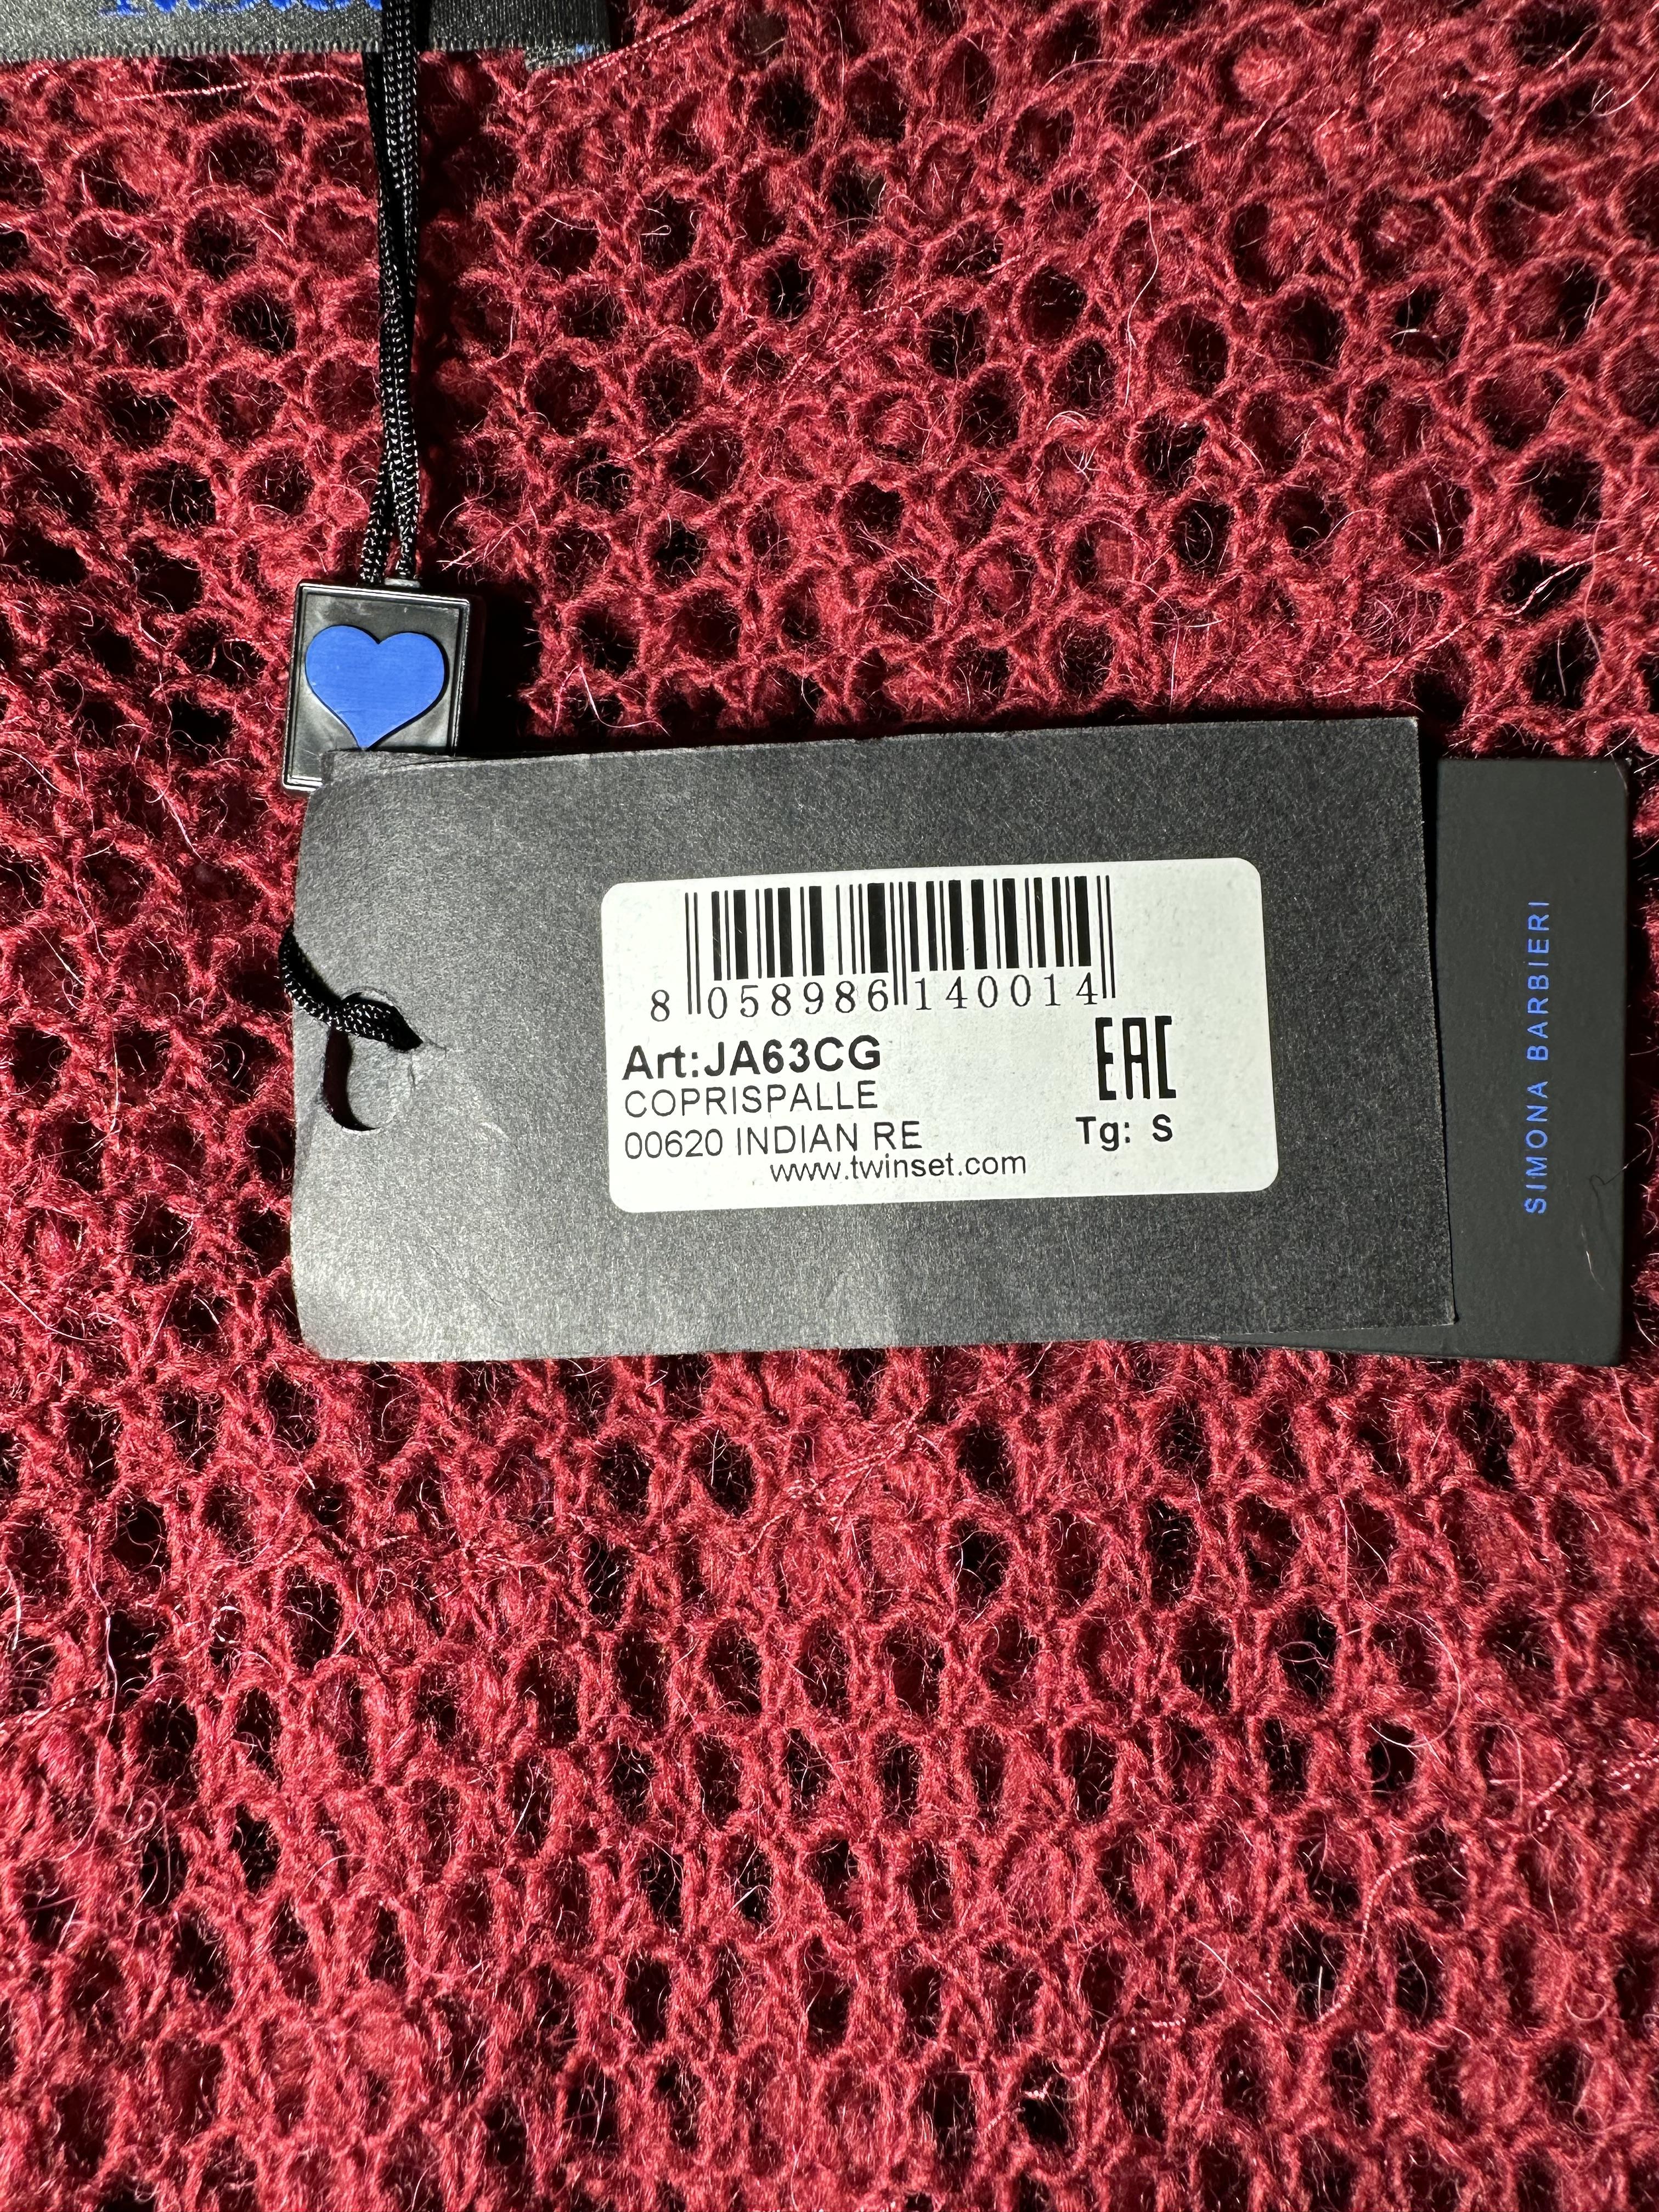 8 058986 140014
Art:JA63CG
EAC
COPRISPALLE
00620 INDIAN RE
Tg: S
www.twinset.com
SIMONA BARBIERI